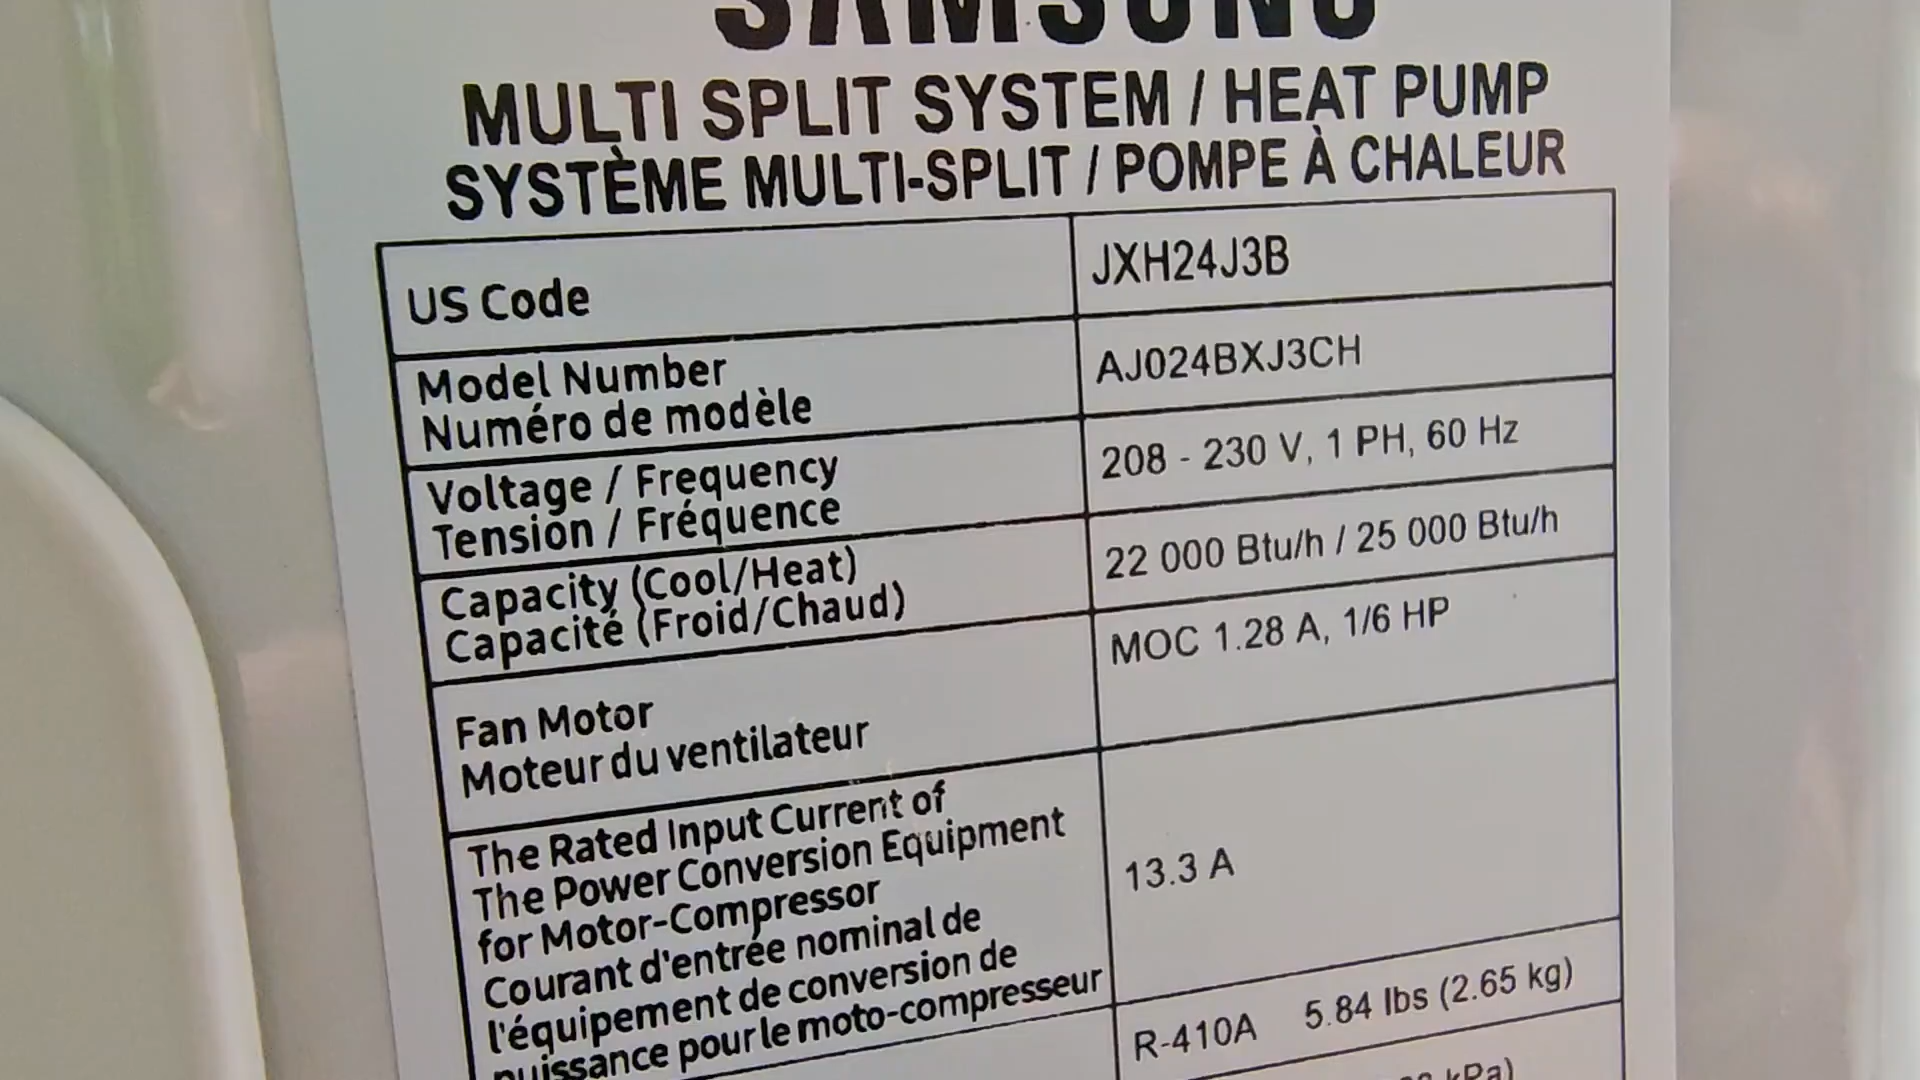 SAMSUNG
MULTI SPLIT SYSTEM / HEAT PUMP
SYSTÈME MULTI-SPLIT / POMPE À CHALEUR
US Code
JXH24J3B
Model Number
Numéro de modèle
AJ024BXJ3CH
Voltage / Frequency
Tension / Fréquence
208 - 230 V, 1 PH, 60 Hz
Capacity (Cool/Heat)
Capacité (Froid/Chaud)
22 000 Btu/h / 25 000 Btu/h
Fan Motor
Moteur du ventilateur
MOC 1.28 A, 1/6 HP
The Rated Input Current of
The Power Conversion Equipment
for Motor-Compressor
Courant d'entrée nominal de
l'équipement de conversion de
puissance pour le moto-compresseur
13.3 A
R-410A 5.84 lbs (2.65 kg)
kPa)